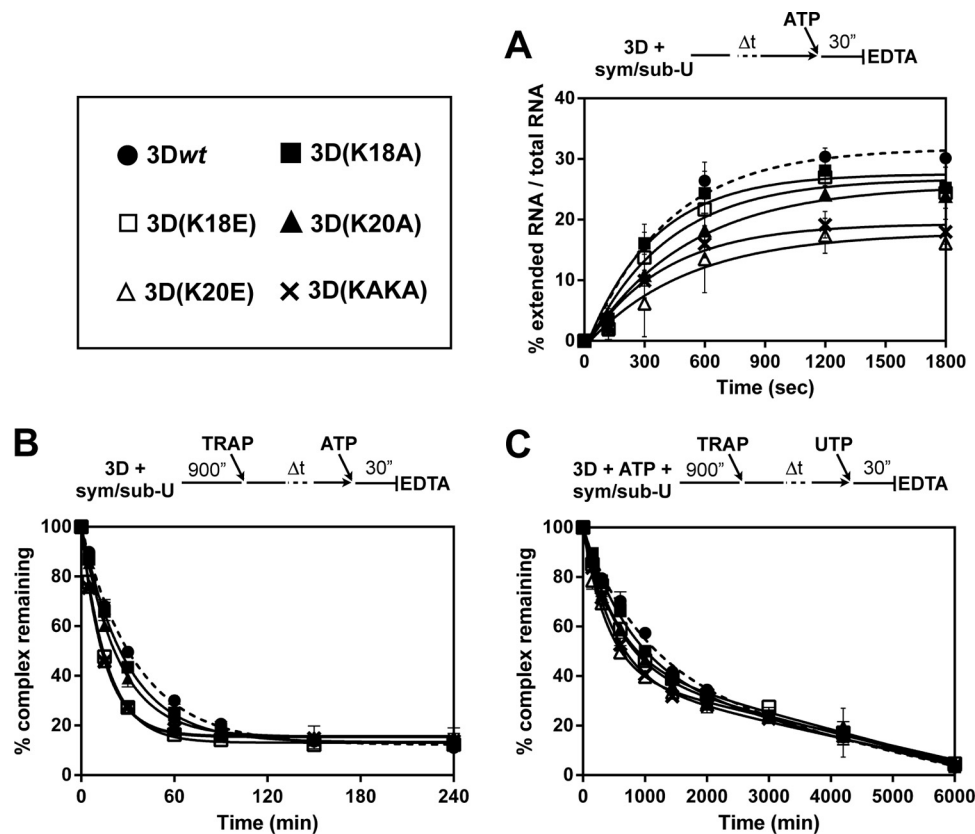 A
ATP
3D +
sym/sub-U
Δt
30”
EDTA
3Dwt
3D(K18A)
3D(K18E)
3D(K20A)
3D(K20E)
3D(KAKA)
% extended RNA / total RNA
40
30
20
10
0
0 300 600 900 1200 1500 1800
Time (sec)
B
TRAP
ATP
3D +
sym/sub-U
900”
Δt
30”
EDTA
% complex remaining
100
80
60
40
20
0
0 60 120 180 240
Time (min)
C
TRAP
UTP
3D + ATP +
sym/sub-U
900”
Δt
30”
EDTA
% complex remaining
100
80
60
40
20
0
0 1000 2000 3000 4000 5000 6000
Time (min)